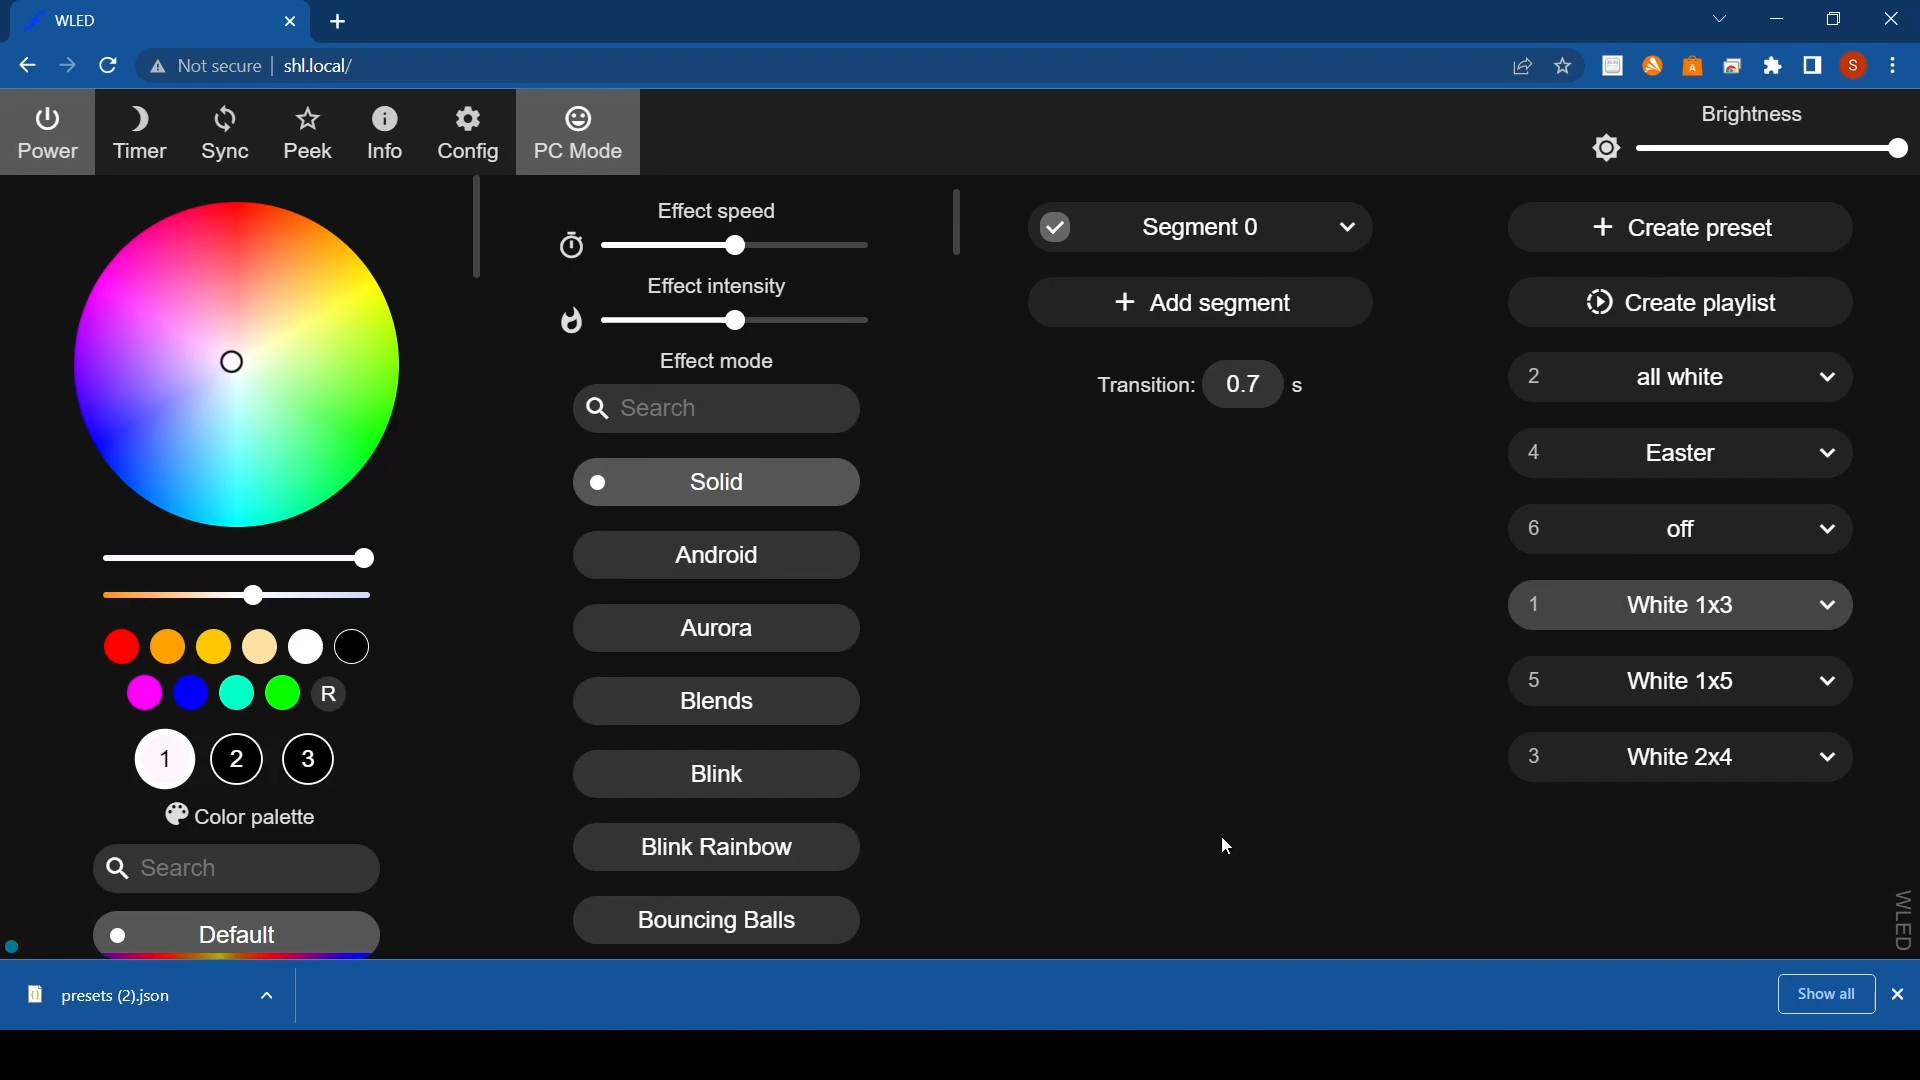 WLED
Not secure
shl.local/
S
Power
Timer
Sync
Peek
Info
Config
PC Mode
Brightness
R
1
2
3
Color palette
Search
Default
Effect speed
Effect intensity
Effect mode
Search
Solid
Android
Aurora
Blends
Blink
Blink Rainbow
Bouncing Balls
Segment 0
+ Add segment
Transition: 0.7 s
+ Create preset
Create playlist
2 all white
4 Easter
6 off
1 White 1x3
5 White 1x5
3 White 2x4
WLED
presets (2).json
Show all